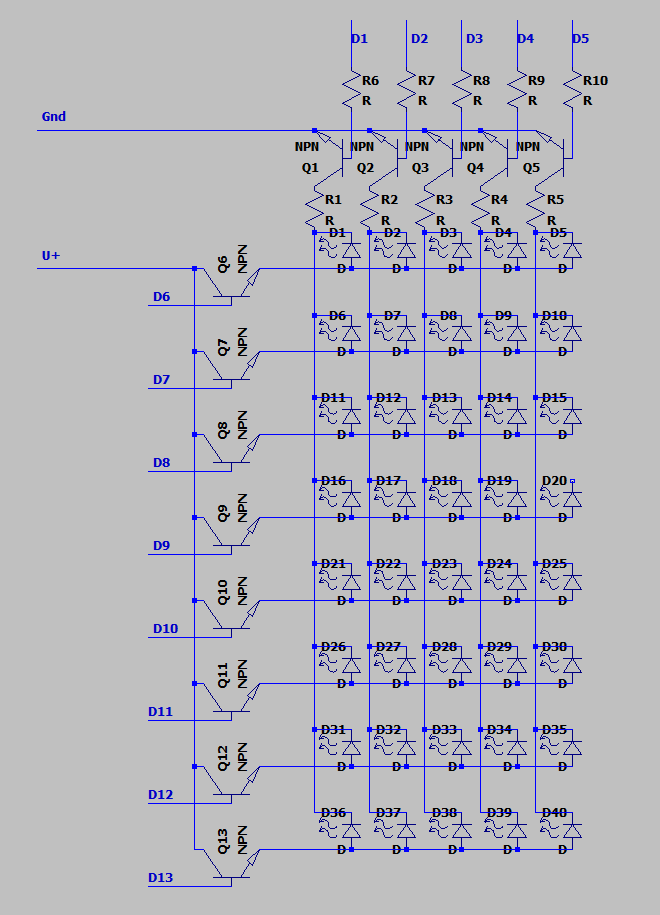 D1 D2 D3 D4 D5
R6 R7 R8 R9 R10
R R R R R
Gnd
NPN NPN NPN NPN NPN
Q1 Q2 Q3 Q4 Q5
R1 R2 R3 R4 R5
R R R R R
D1 D2 D3 D4 D5
U+
Q6 NPN
D D D D D
D6
D6 D7 D8 D9 D10
Q7 NPN
D D D D D
D7
D11 D12 D13 D14 D15
Q8 NPN
D D D D D
D8
D16 D17 D18 D19 D20
Q9 NPN
D D D D D
D9
D21 D22 D23 D24 D25
Q10 NPN
D D D D D
D10
D26 D27 D28 D29 D30
Q11 NPN
D D D D D
D11
D31 D32 D33 D34 D35
Q12 NPN
D D D D D
D12
D36 D37 D38 D39 D40
Q13 NPN
D D D D D
D13